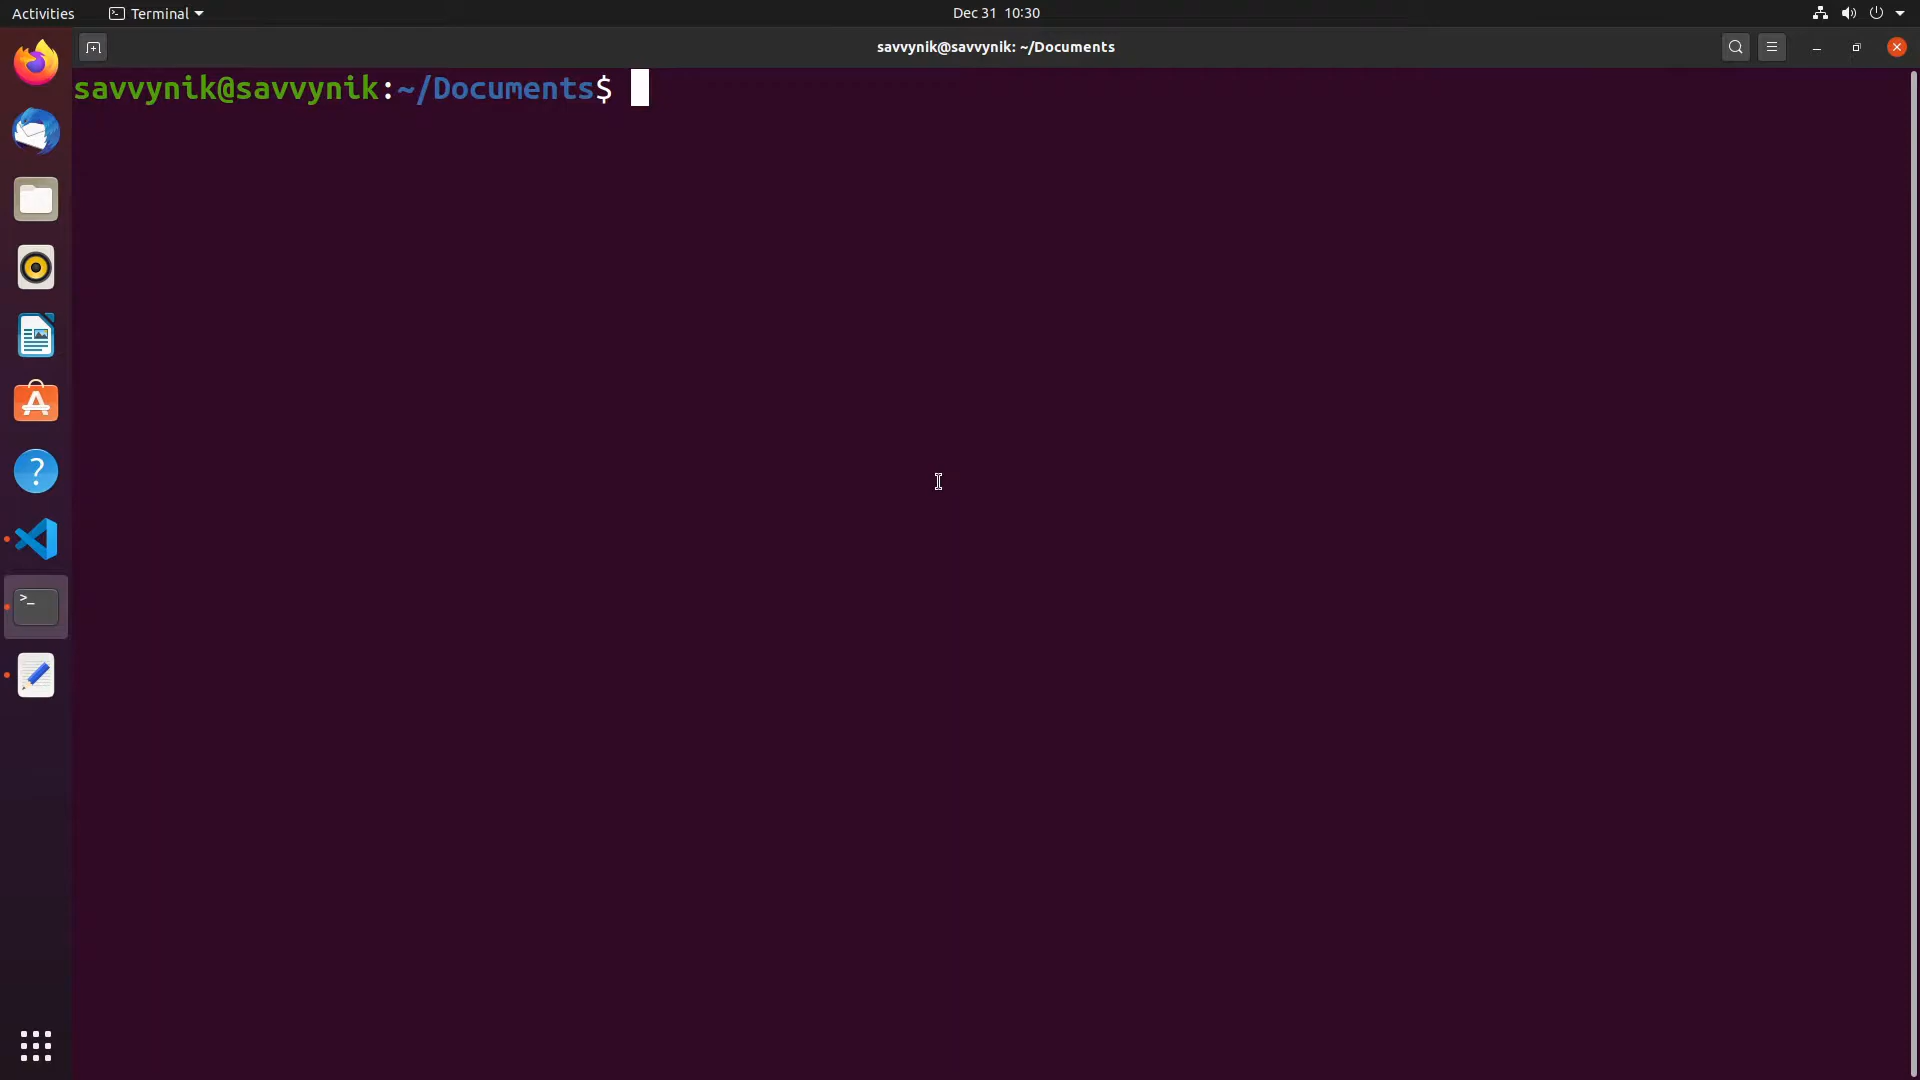 Activities Terminal Dec 31 10:30
savvynik@savvynik: ~/Documents
savvynik@savvynik:~/Documents$